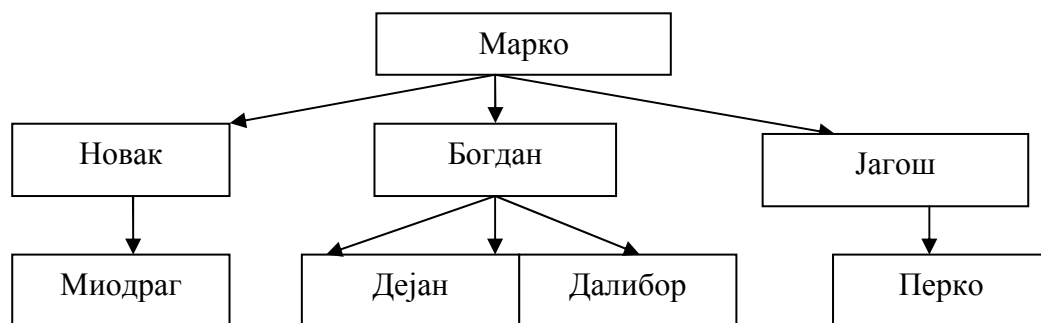 Марко
Новак
Богдан
Јагош
Миодраг
Дејан
Далибор
Перко